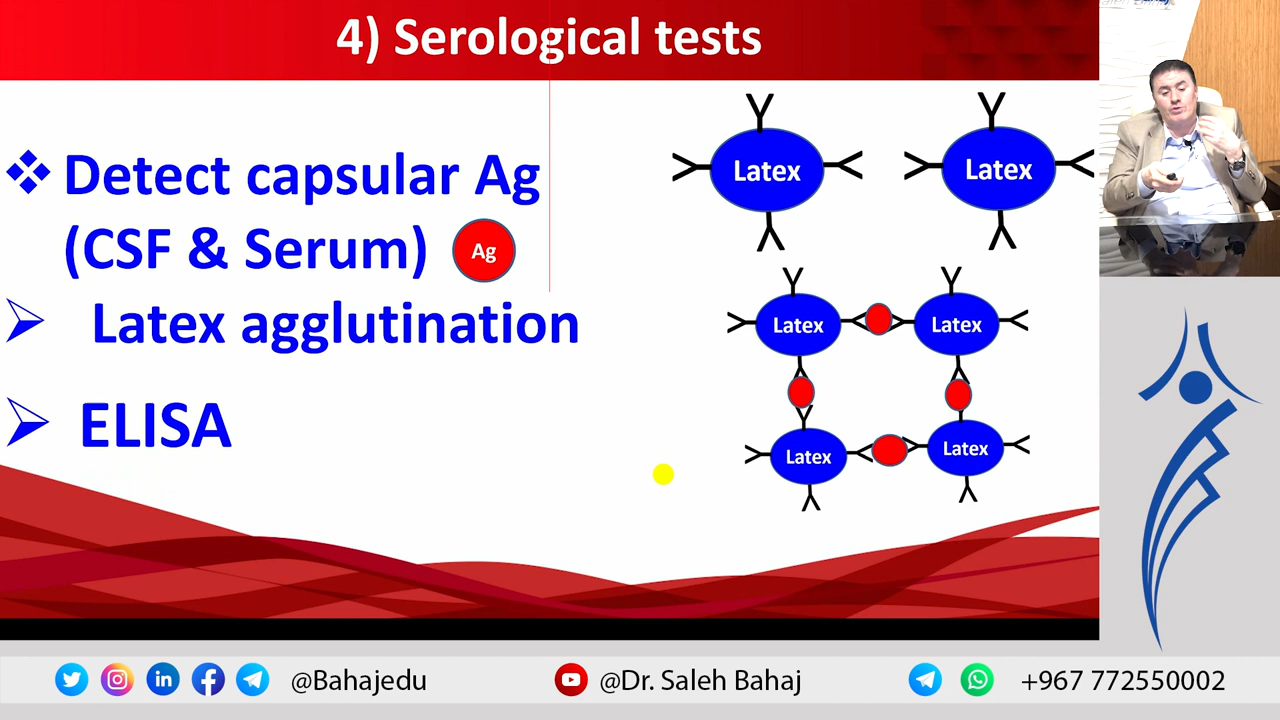 4) Serological tests
Detect capsular Ag
(CSF & Serum)
Ag
Latex agglutination
ELISA
Latex
Latex
Latex
Latex
Latex
Latex
@Bahajedu
@Dr. Saleh Bahaj
+967 772550002